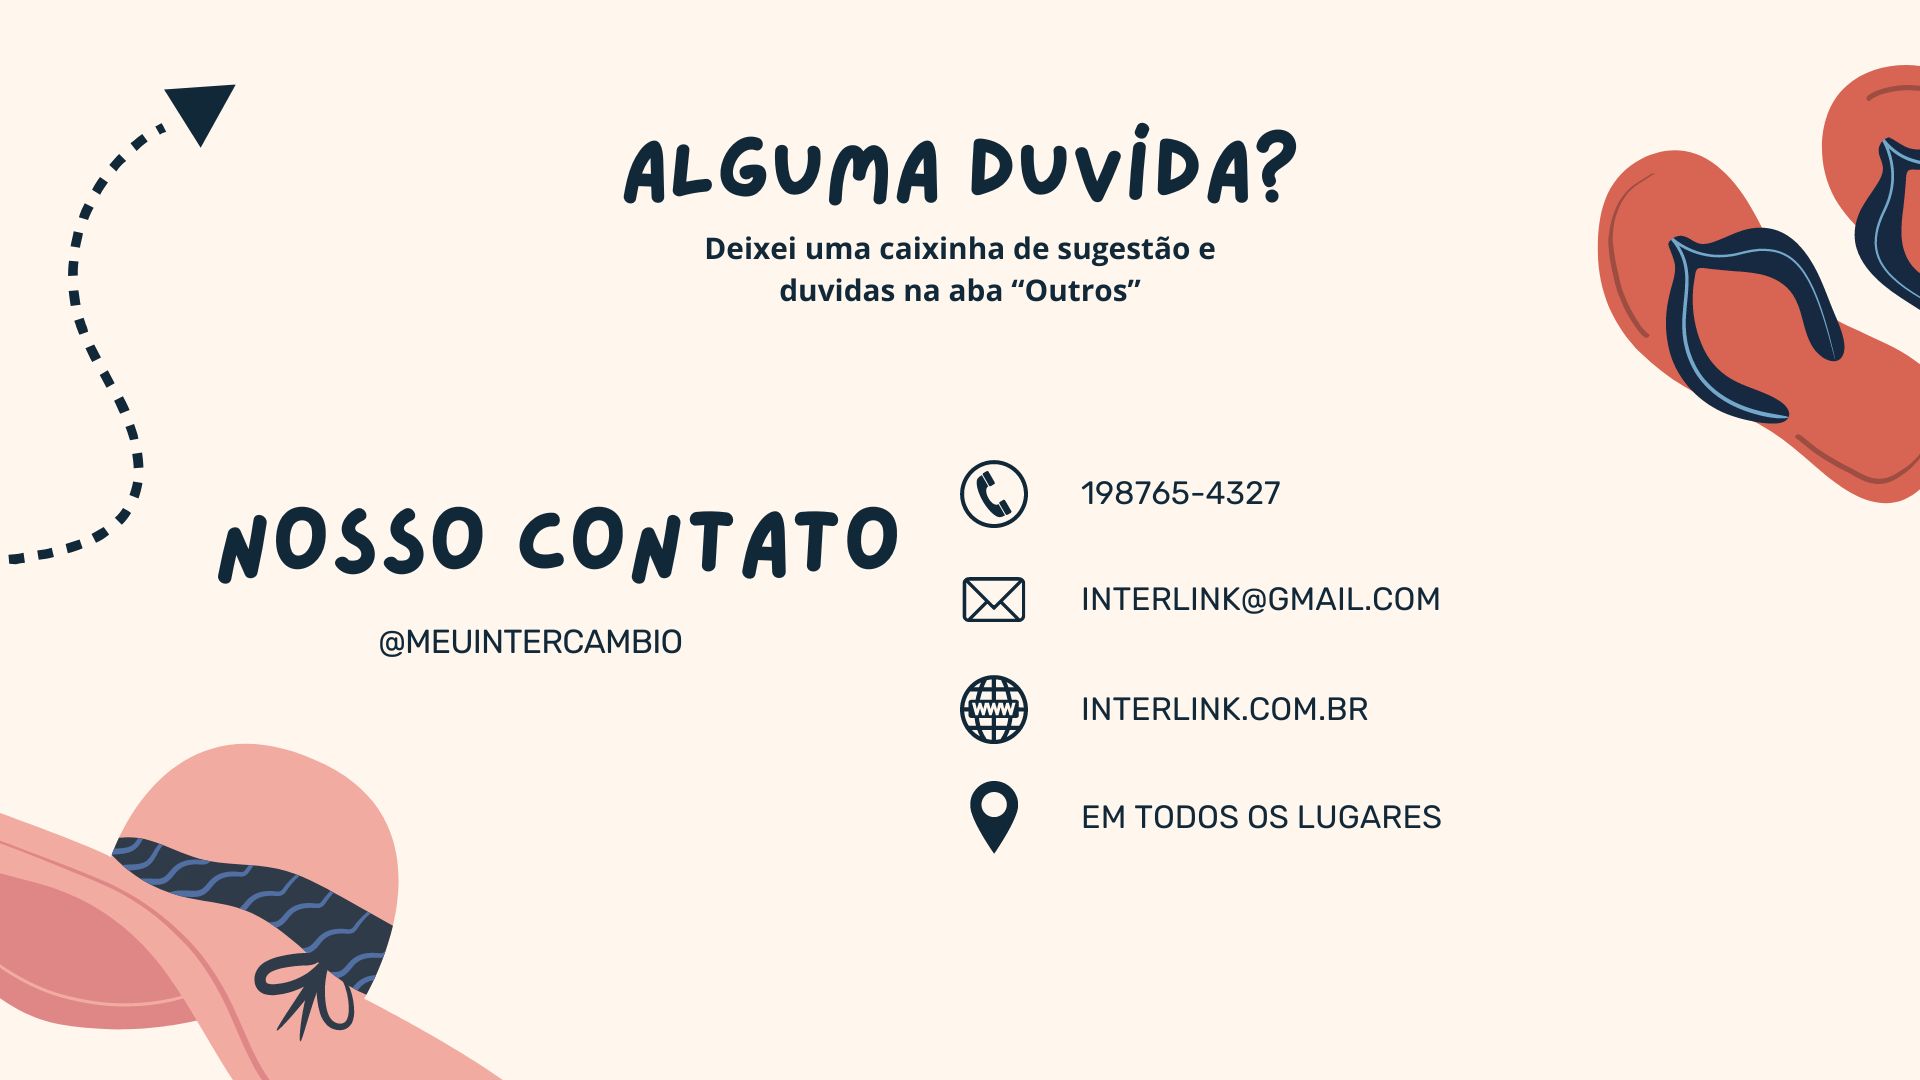 ALGUMA DUVIDA?
Deixei uma caixinha de sugestão e
duvidas na aba “Outros”
NOSSO CONTATO
@MEUINTERCAMBIO
198765-4327
INTERLINK@GMAIL.COM
WWW
INTERLINK.COM.BR
EM TODOS OS LUGARES